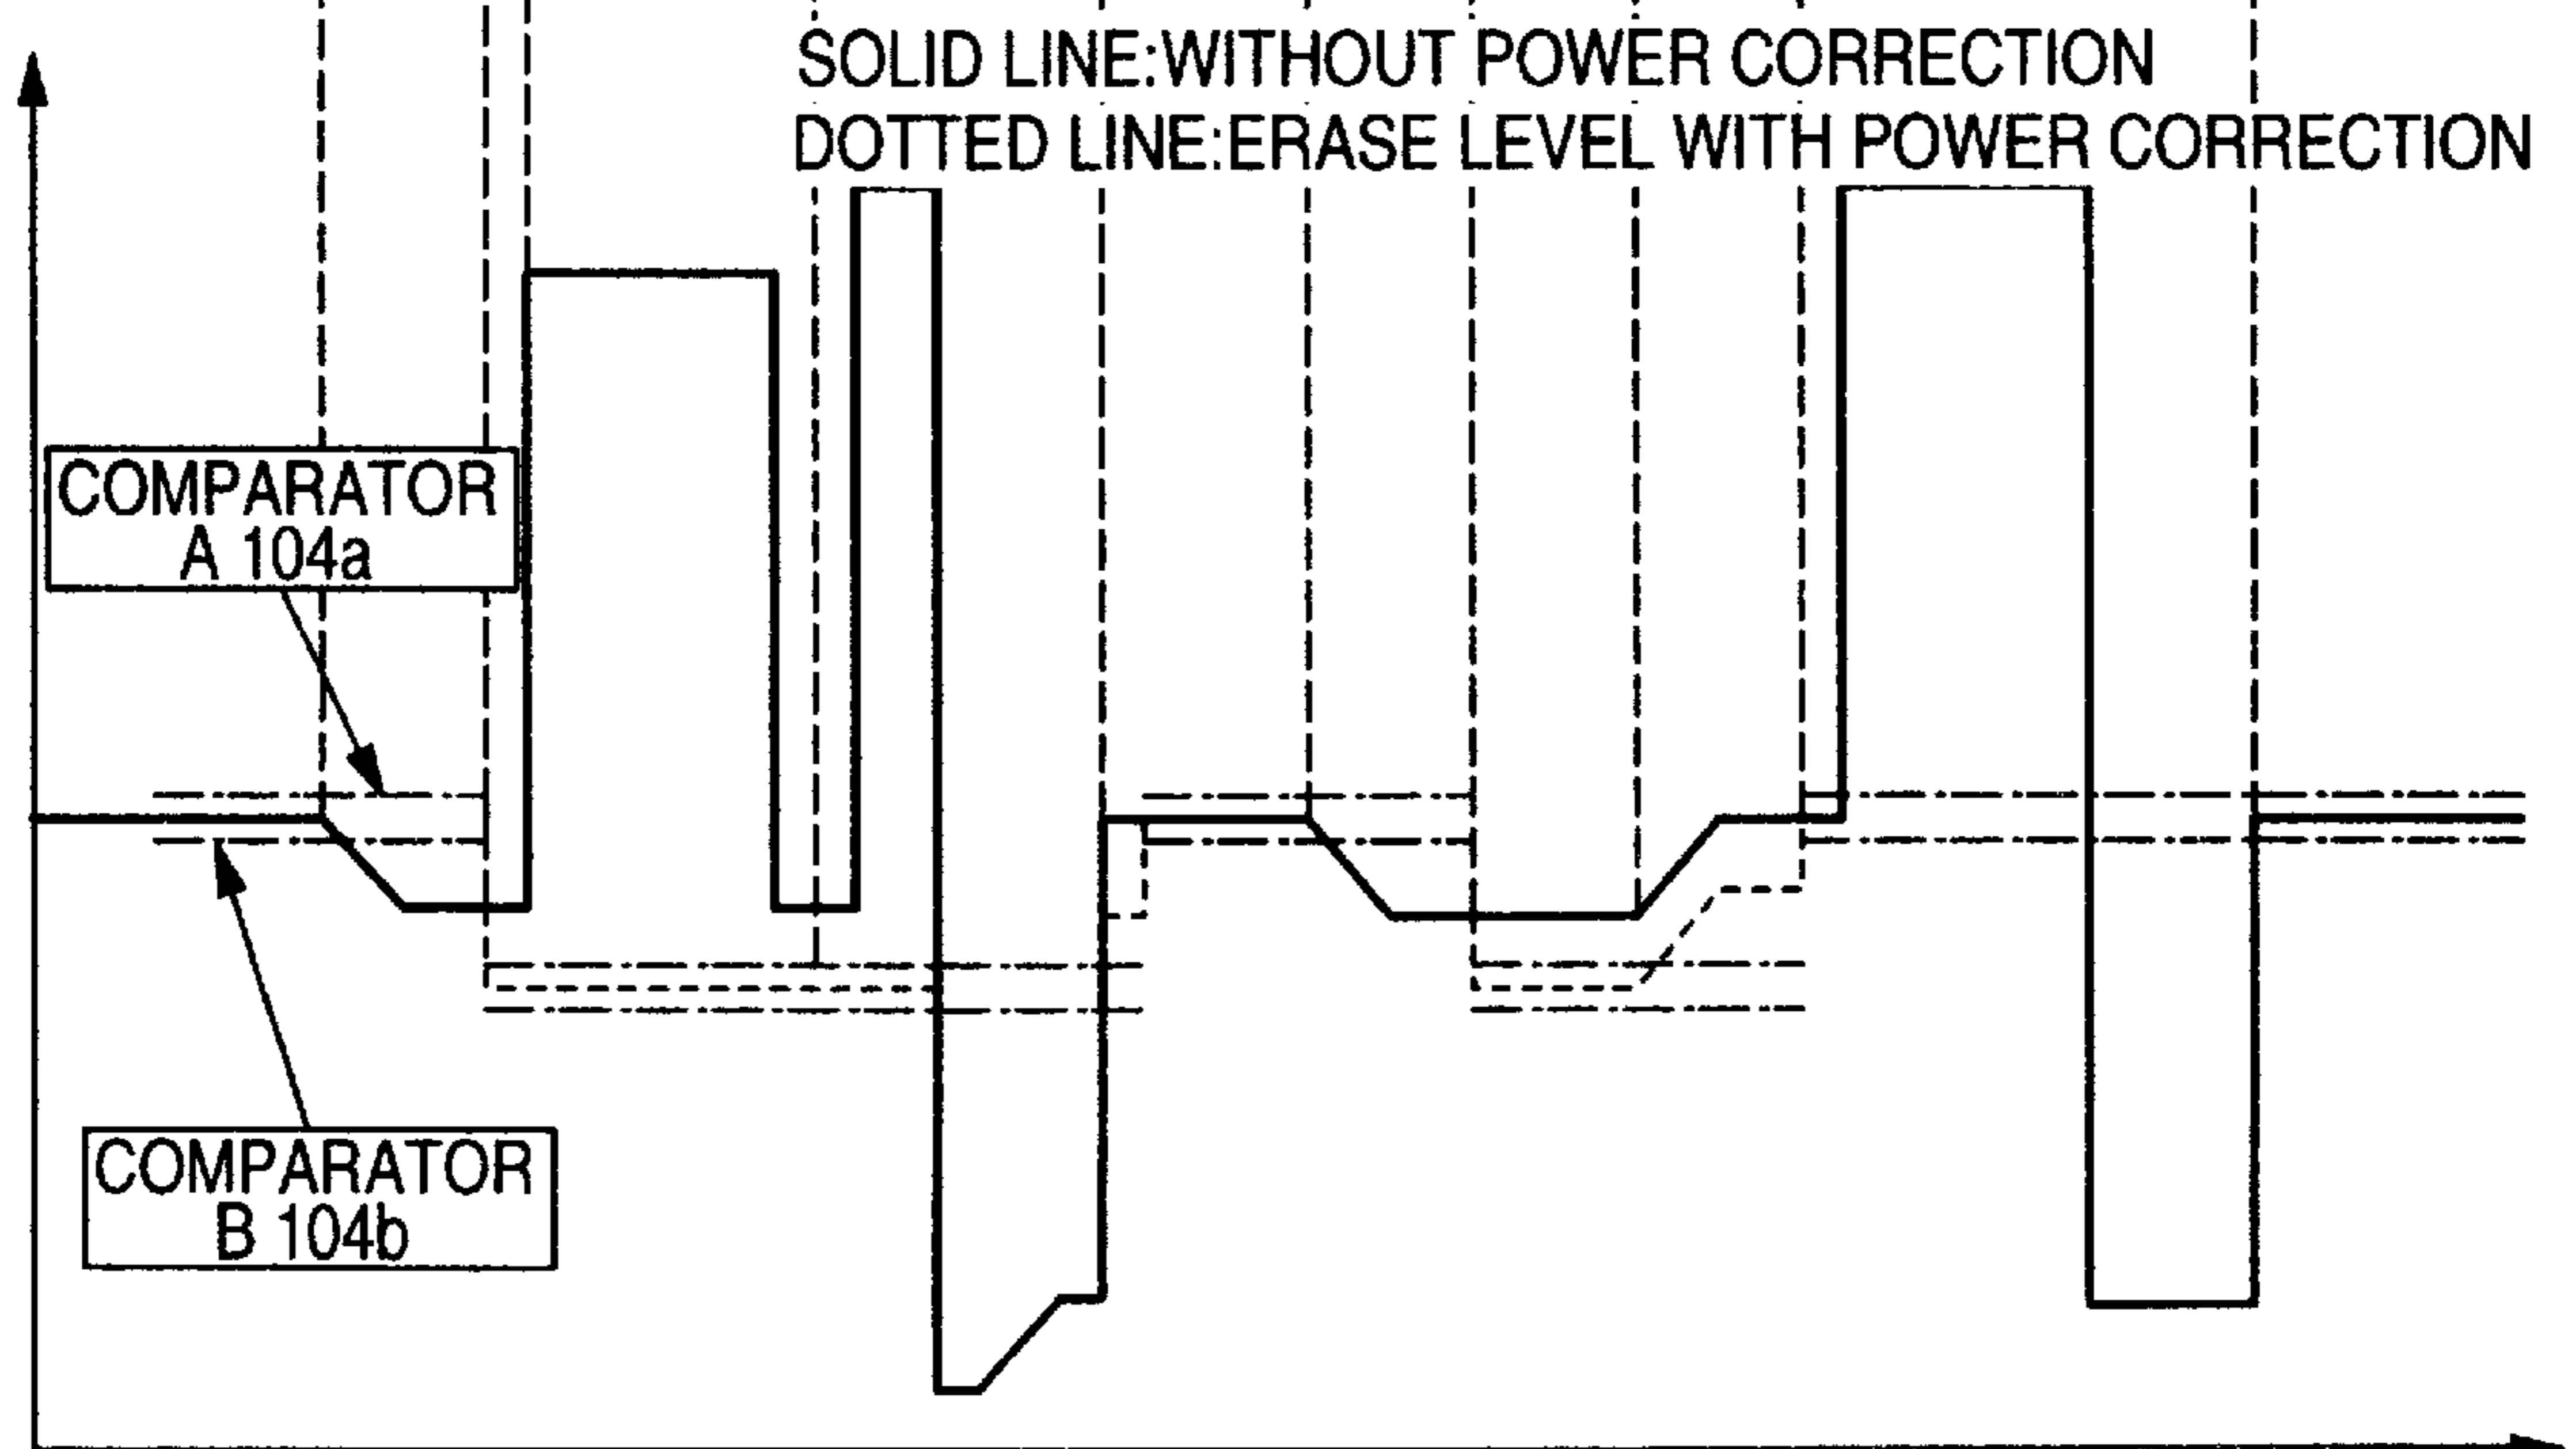 SOLID LINE:WITHOUT POWER CORRECTION
DOTTED LINE:ERASE LEVEL WITH POWER CORRECTION
COMPARATOR
A 104a
COMPARATOR
B 104b